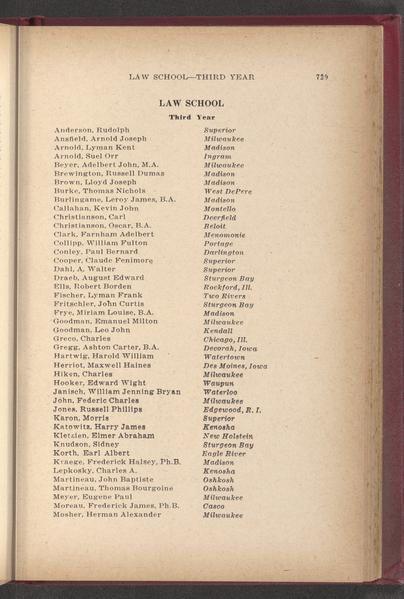 LAW SCHOOL—THIRD YEAR 729
LAW SCHOOL
Third Year
Anderson, Rudolph Superior
Ansfield, Arnold Joseph Milwaukee
Arnold, Lyman Kent Madison
Arnold, Suel Orr Ingram
Beyer, Adelbert John, M.A. Milwaukee
Brewington, Russell Dumas Madison
Brown, Lloyd Joseph Madison
Burke, Thomas Nichols West DePere
Burlingame, Leroy James, B.A. Madison
Callahan, Kevin John Montello
Christianson, Carl Deerfield
Christianson, Oscar, B.A. Beloit
Clark, Farnham Adelbert Menomonie
Collipp, William Fulton Portage
Conley, Paul Bernard Darlington
Cooper, Claude Fenimore Superior
Dahl, A. Walter Superior
Draeb, August Edward Sturgeon Bay
Ells, Robert Borden Rockford, Ill.
Fischer, Lyman Frank Two Rivers
Fritschler, John Curtis Sturgeon Bay
Frye, Miriam Louise, B.A. Madison
Goodman, Emanuel Milton Milwaukee
Goodman, Leo John Kendall
Greco, Charles Chicago, Ill.
Gregg, Ashton Carter, B.A. Decorah, Iowa
Hartwig, Harold William Watertown
Herriot, Maxwell Haines Des Moines, Iowa
Hiken, Charles Milwaukee
Hooker, Edward Wight Waupun
Janisch, William Jenning Bryan Waterloo
John, Federic Charles Milwaukee
Jones, Russell Phillips Edgewood, R. I.
Karon, Morris Superior
Katowitz, Harry James Kenosha
Kletzien, Elmer Abraham New Holstein
Knudson, Sidney Sturgeon Bay
Korth, Earl Albert Eagle River
Kraege, Frederick Halsey, Ph.B. Madison
Lepkosky, Charles A. Kenosha
Martineau, John Baptiste Oshkosh
Martineau, Thomas Bourgoine Oshkosh
Meyer, Eugene Paul Milwaukee
Moreau, Frederick James, Ph.B. Casco
Mosher, Herman Alexander Milwaukee